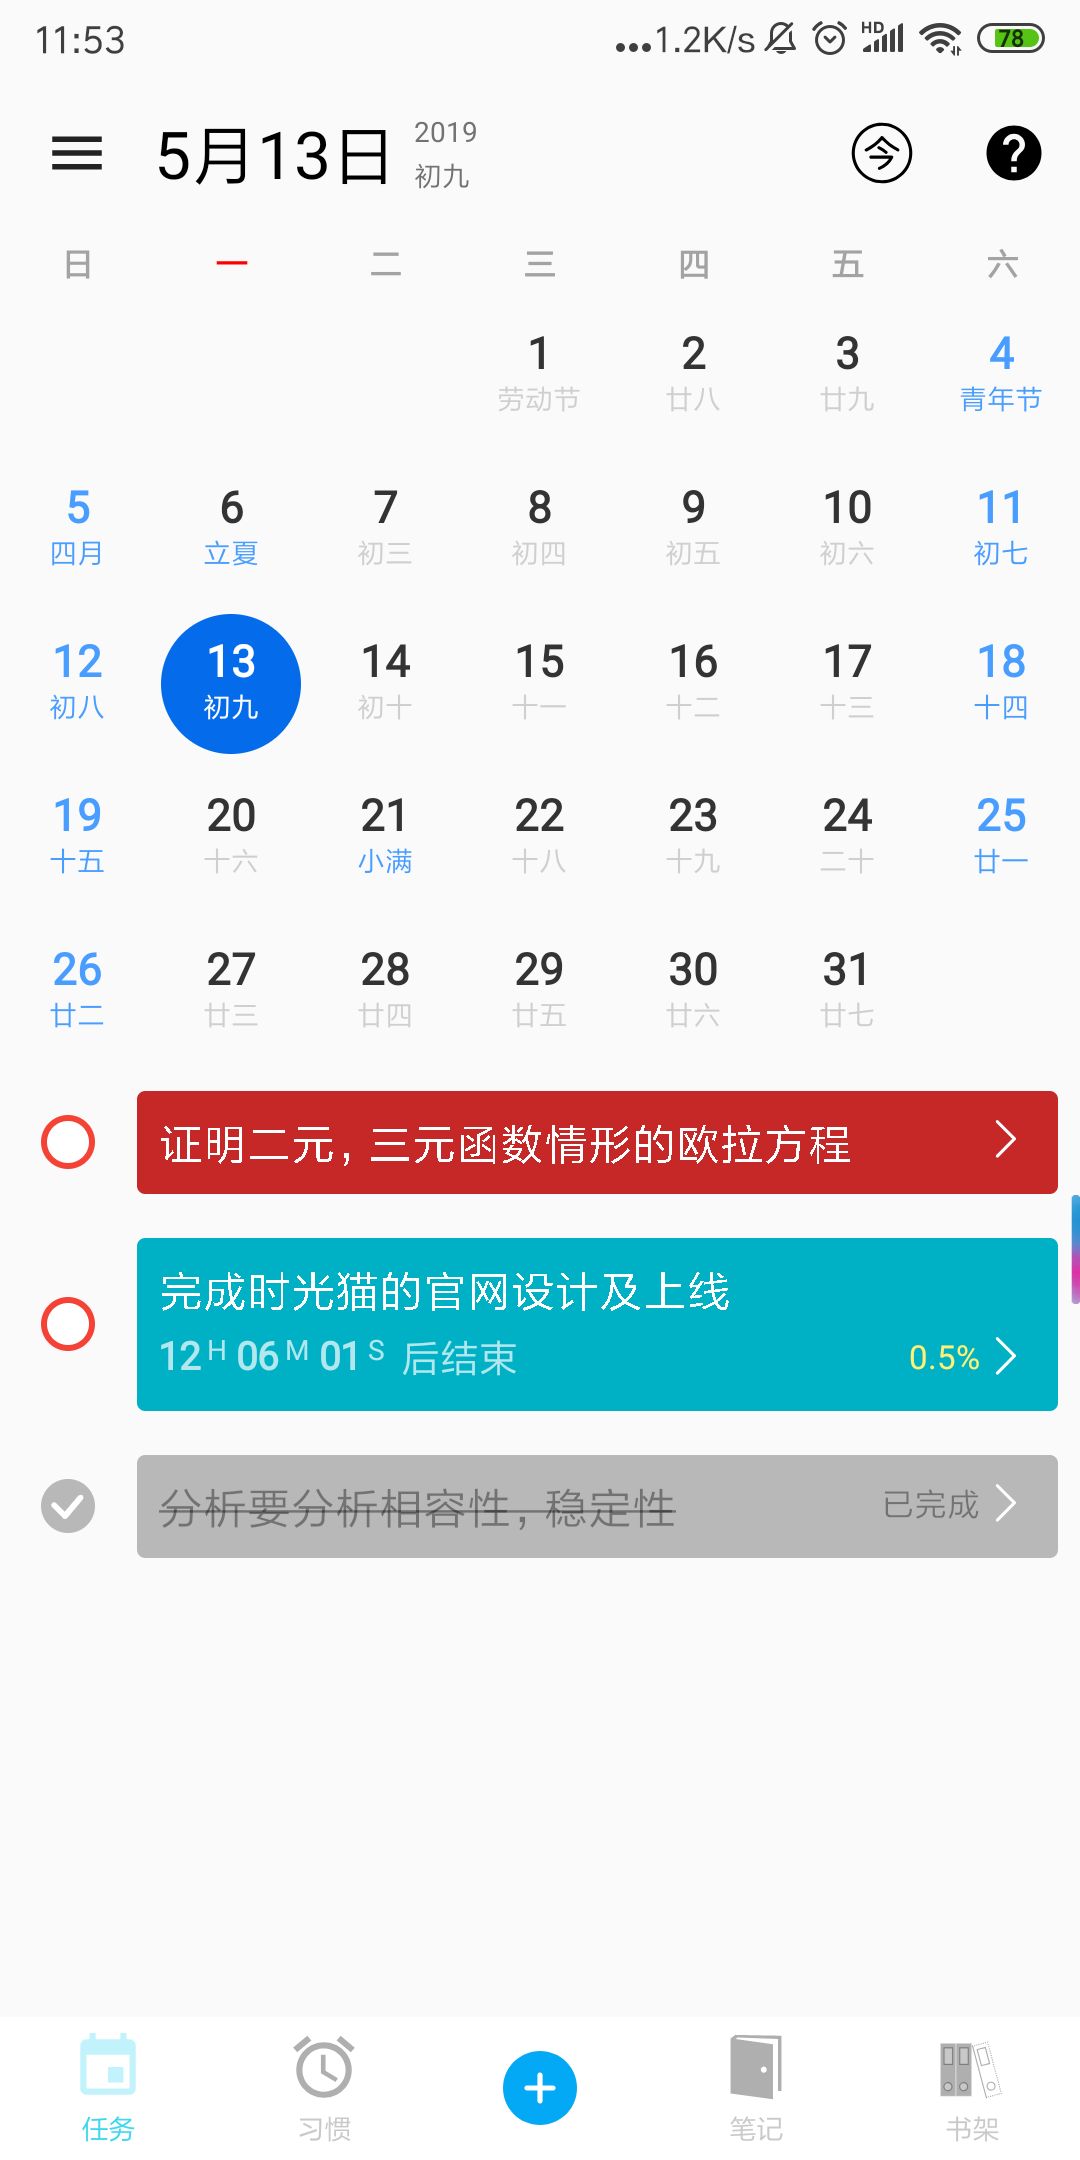 11:53
...1.2K/s HD 78
5月13日 2019
初九
今 ?
日 一 二 三 四 五 六
1 2 3 4
劳动节 廿八 廿九 青年节
5 6 7 8 9 10 11
四月 立夏 初三 初四 初五 初六 初七
12 13 14 15 16 17 18
初八 初九 初十 十一 十二 十三 十四
19 20 21 22 23 24 25
十五 十六 小满 十八 十九 二十 廿一
26 27 28 29 30 31
廿二 廿三 廿四 廿五 廿六 廿七
证明二元，三元函数情形的欧拉方程
完成时光猫的官网设计及上线
12 H 06 M 01 S 后结束 0.5%
分析要分析相容性，稳定性 已完成
任务 习惯 笔记 书架